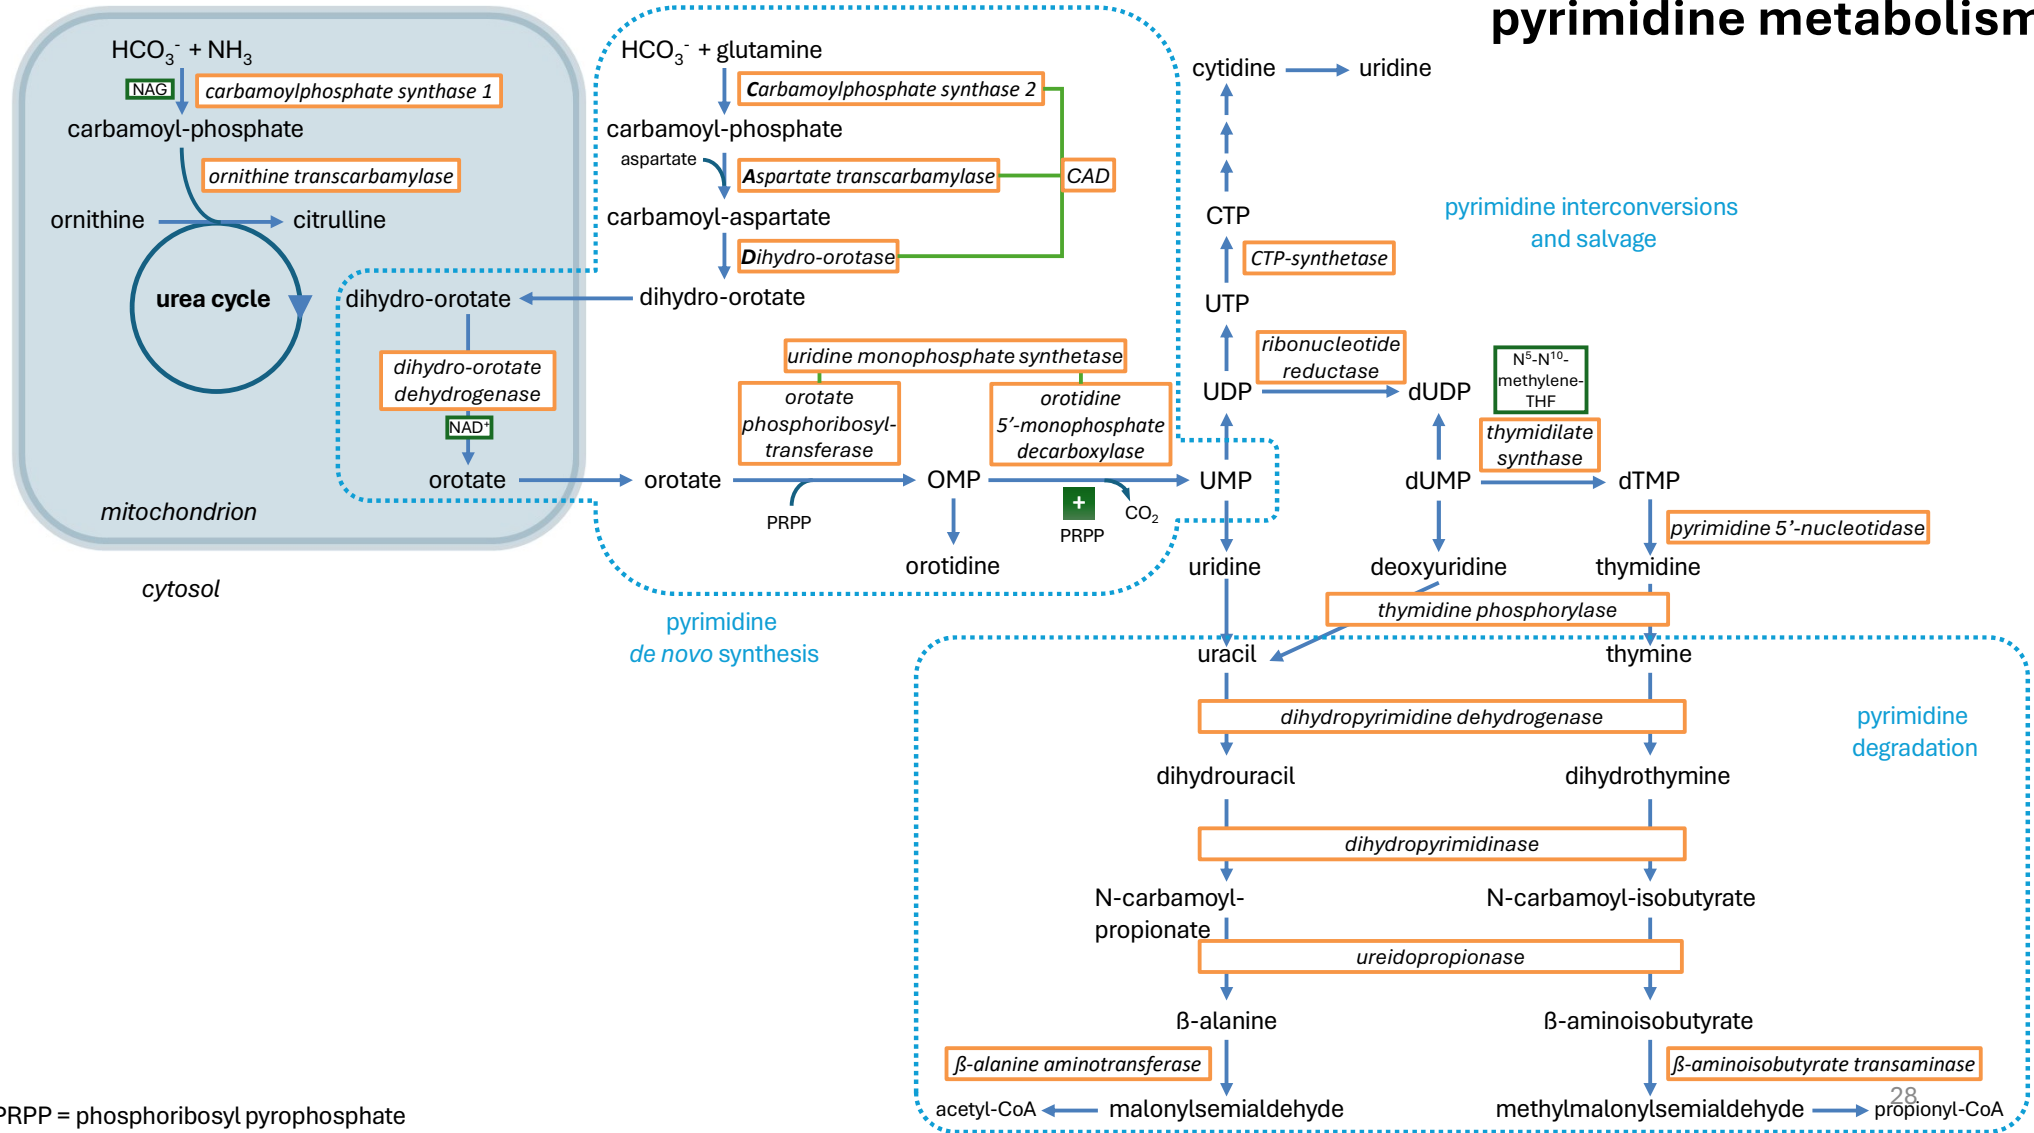 pyrimidine metabolism
HCO₃⁻ + NH₃
NAG
carbamoylphosphate synthase 1
carbamoyl-phosphate
ornithine transcarbamylase
ornithine
citrulline
urea cycle
dihydro-orotate
dihydro-orotate
dehydrogenase
NAD⁺
orotate
mitochondrion
cytosol
HCO₃⁻ + glutamine
Carbamoylphosphate synthase 2
carbamoyl-phosphate
aspartate
Aspartate transcarbamylase
CAD
carbamoyl-aspartate
Dihydro-orotase
dihydro-orotate
uridine monophosphate synthetase
orotate
phosphoribosyl-
transferase
orotidine
5’-monophosphate
decarboxylase
orotate
PRPP
OMP
+
PRPP
CO₂
UMP
orotidine
pyrimidine
de novo synthesis
cytidine
uridine
CTP
CTP-synthetase
UTP
pyrimidine interconversions
and salvage
ribonucleotide
reductase
UDP
dUDP
N⁵-N¹⁰-
methylene-
THF
thymidilate
synthase
dUMP
dTMP
pyrimidine 5’-nucleotidase
uridine
deoxyuridine
thymidine
thymidine phosphorylase
uracil
thymine
dihydropyrimidine dehydrogenase
pyrimidine
degradation
dihydrouracil
dihydrothymine
dihydropyrimidinase
N-carbamoyl-
propionate
N-carbamoyl-isobutyrate
ureidopropionase
ß-alanine
ß-aminoisobutyrate
ß-alanine aminotransferase
ß-aminoisobutyrate transaminase
28
acetyl-CoA
malonylsemialdehyde
methylmalonylsemialdehyde
propionyl-CoA
PRPP = phosphoribosyl pyrophosphate